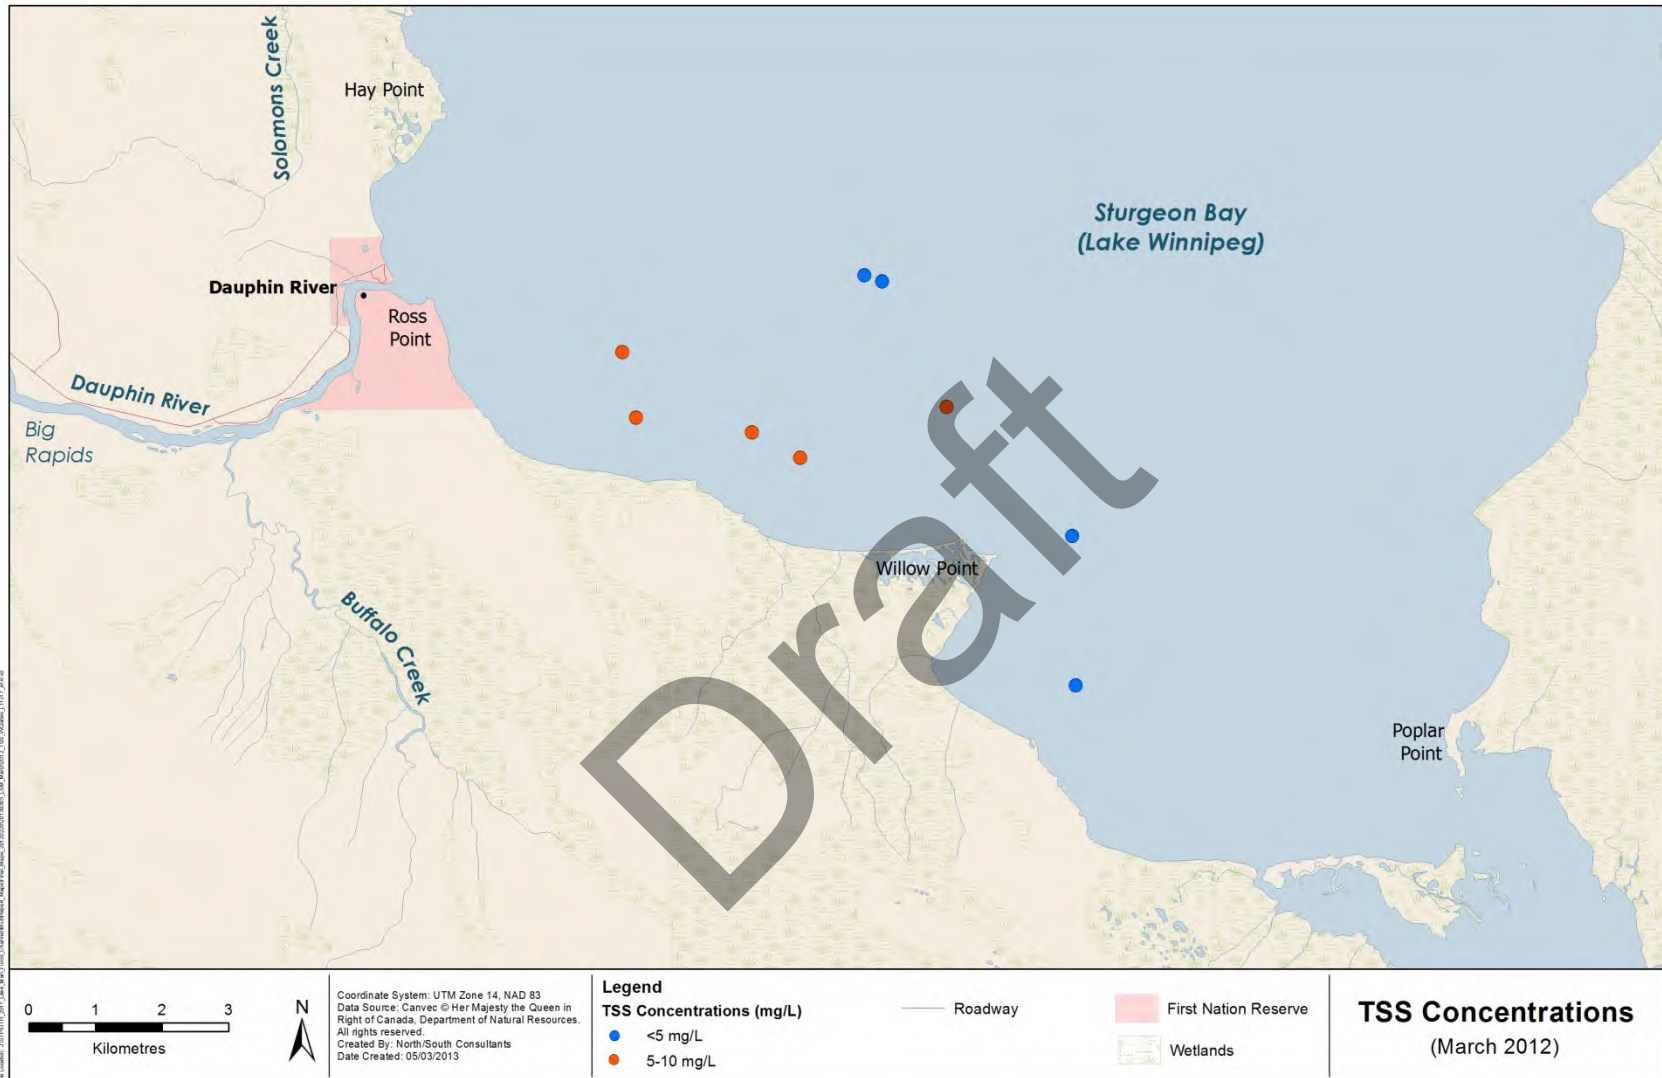 Solomons Creek
Hay Point
Sturgeon Bay
(Lake Winnipeg)
Dauphin River
Ross
Point
Dauphin River
Big
Rapids
Willow Point
Buffalo Creek
Poplar
Point
Draft
0 1 2 3
Kilometres
N
Coordinate System: UTM Zone 14, NAD 83
Data Source: Canvec © Her Majesty the Queen in
Right of Canada, Department of Natural Resources.
All rights reserved.
Created By: North/South Consultants
Date Created: 05/03/2013
Legend
TSS Concentrations (mg/L)
<5 mg/L
5-10 mg/L
Roadway
First Nation Reserve
Wetlands
TSS Concentrations
(March 2012)